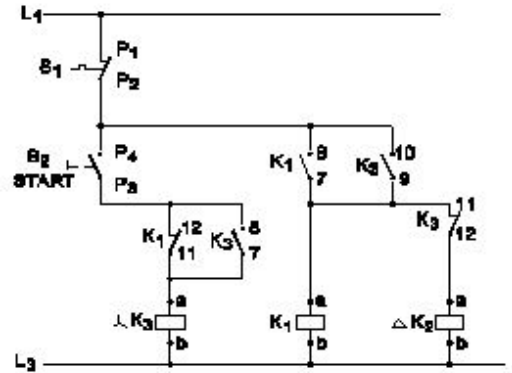 L1
P1
S1
P2
S2 P4
START P3
K1 8
7
K3 10
9
K1 12
11
K3 8
7
K3 11
12
a
⅄ K3
b
a
K1
b
a
△ K2
b
L3